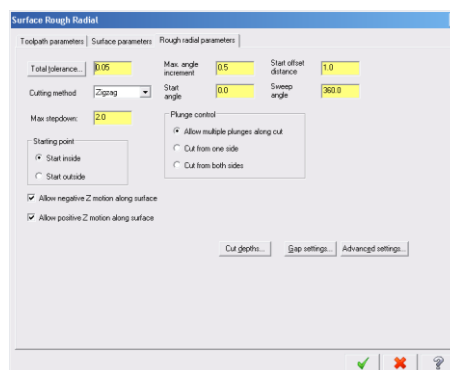 Surface Rough Radial
Toolpath parameters Surface parameters Rough radial parameters
Total tolerance... 0.05 Max. angle increment 0.5 Start offset distance 1.0
Cutting method Zigzag Start angle 0.0 Sweep angle 360.0
Max stepdown: 2.0
Plunge control
Allow multiple plunges along cut
Cut from one side
Cut from both sides
Starting point
Start inside
Start outside
Allow negative Z motion along surface
Allow positive Z motion along surface
Cut depths... Gap settings... Advanced settings...
?